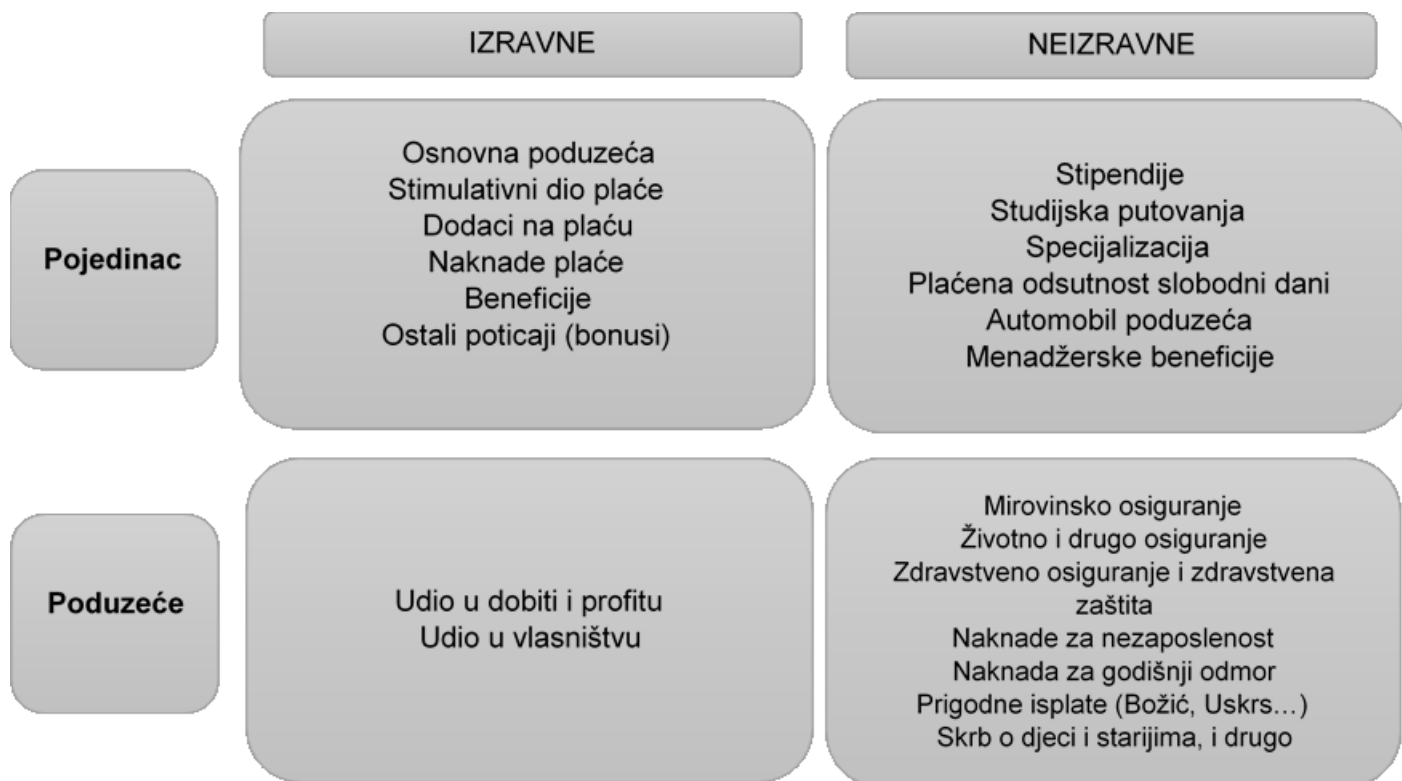 IZRAVNE
NEIZRAVNE
Pojedinac
Osnovna poduzeća
Stimulativni dio plaće
Dodaci na plaću
Naknade plaće
Beneficije
Ostali poticaji (bonusi)
Stipendije
Studijska putovanja
Specijalizacija
Plaćena odsutnost slobodni dani
Automobil poduzeća
Menadžerske beneficije
Poduzeće
Udio u dobiti i profitu
Udio u vlasništvu
Mirovinsko osiguranje
Životno i drugo osiguranje
Zdravstveno osiguranje i zdravstvena
zaštita
Naknade za nezaposlenost
Naknada za godišnji odmor
Prigodne isplate (Božić, Uskrs…)
Skrb o djeci i starijima, i drugo